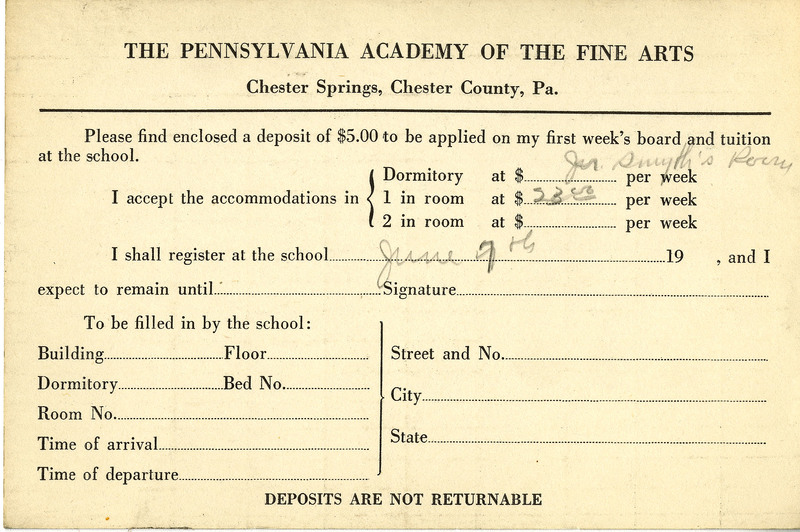 THE PENNSYLVANIA ACADEMY OF THE FINE ARTS
Chester Springs, Chester County, Pa.
Please find enclosed a deposit of $5.00 to be applied on my first week's board and tuition
at the school.
Smyth's Room
Dormitory at $ per week
I accept the accommodations in 1 in room at $ 23 00 per week
2 in room at $ per week
I shall register at the school June 9th 19 , and I
expect to remain until Signature
To be filled in by the school:
Building Floor
Street and No.
Dormitory Bed No.
City
Room No.
State
Time of arrival
Time of departure
DEPOSITS ARE NOT RETURNABLE